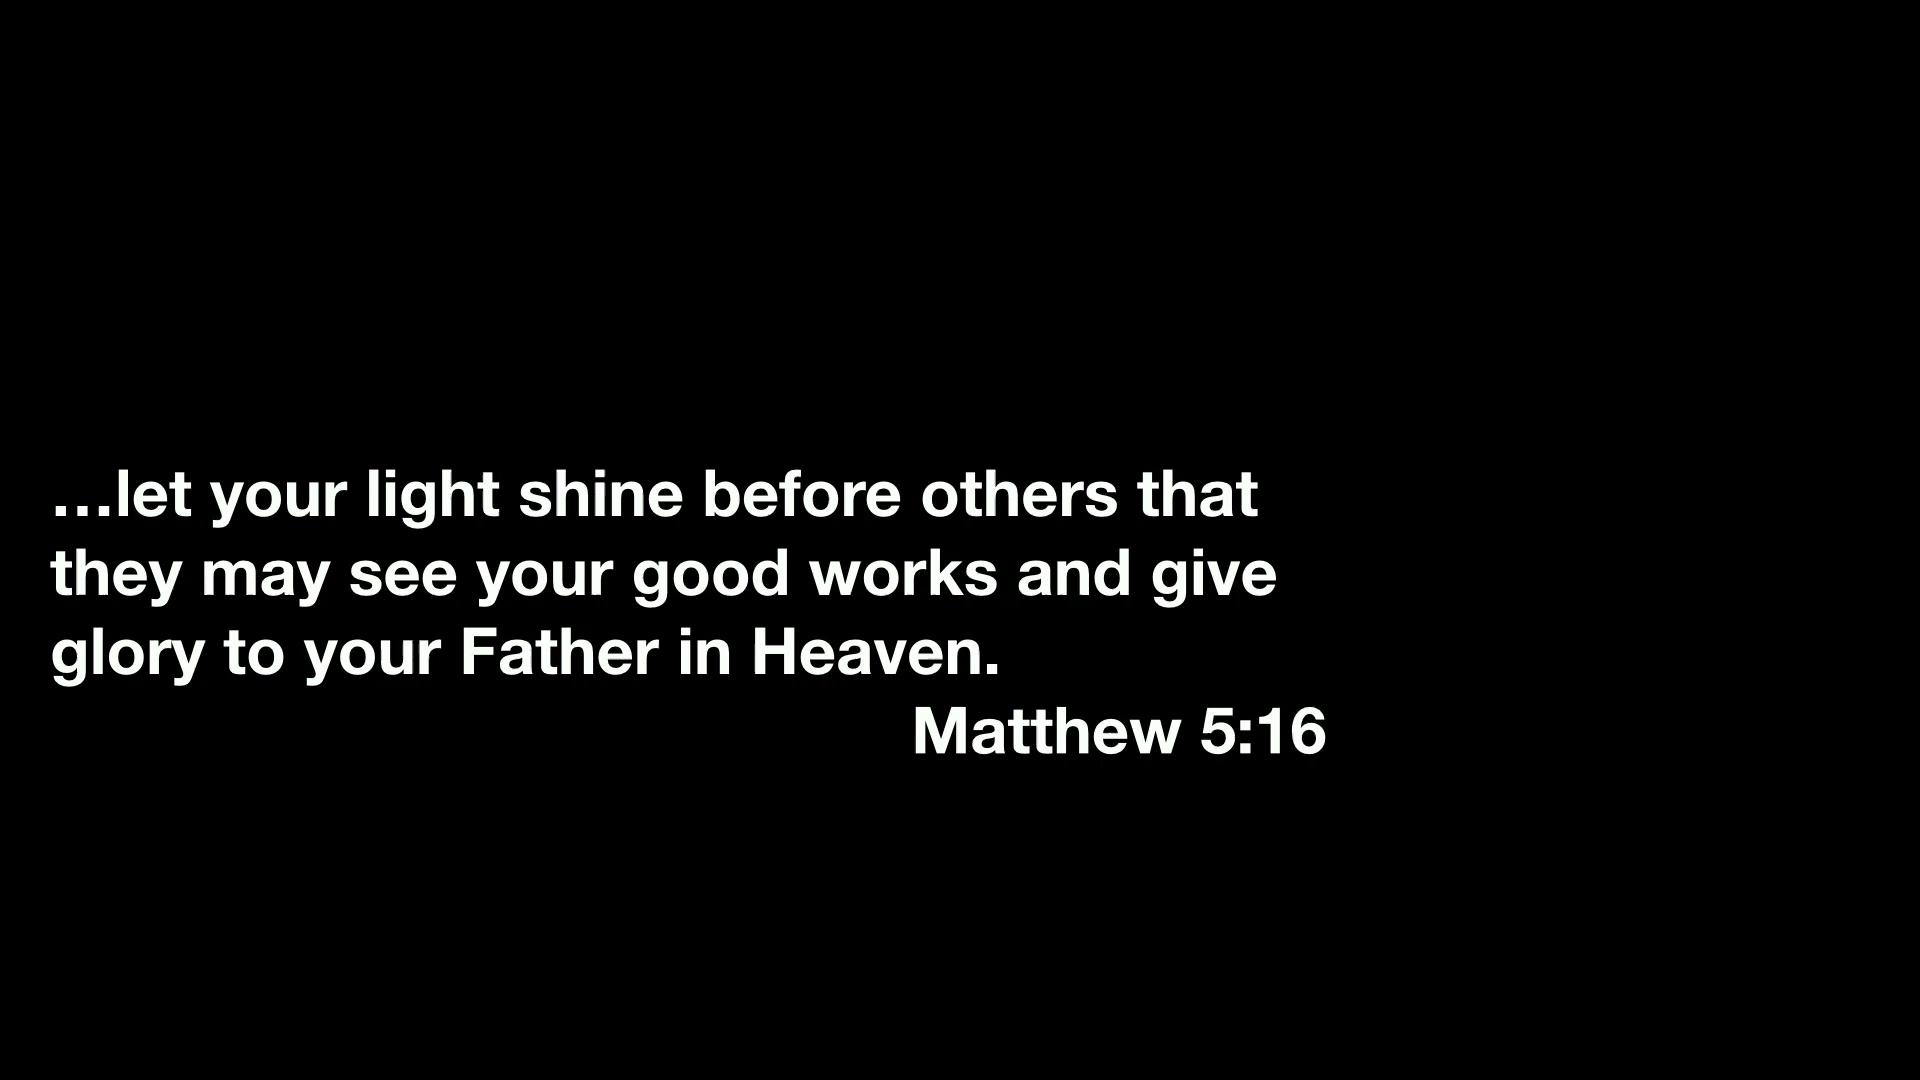 …let your light shine before others that
they may see your good works and give
glory to your Father in Heaven.
Matthew 5:16